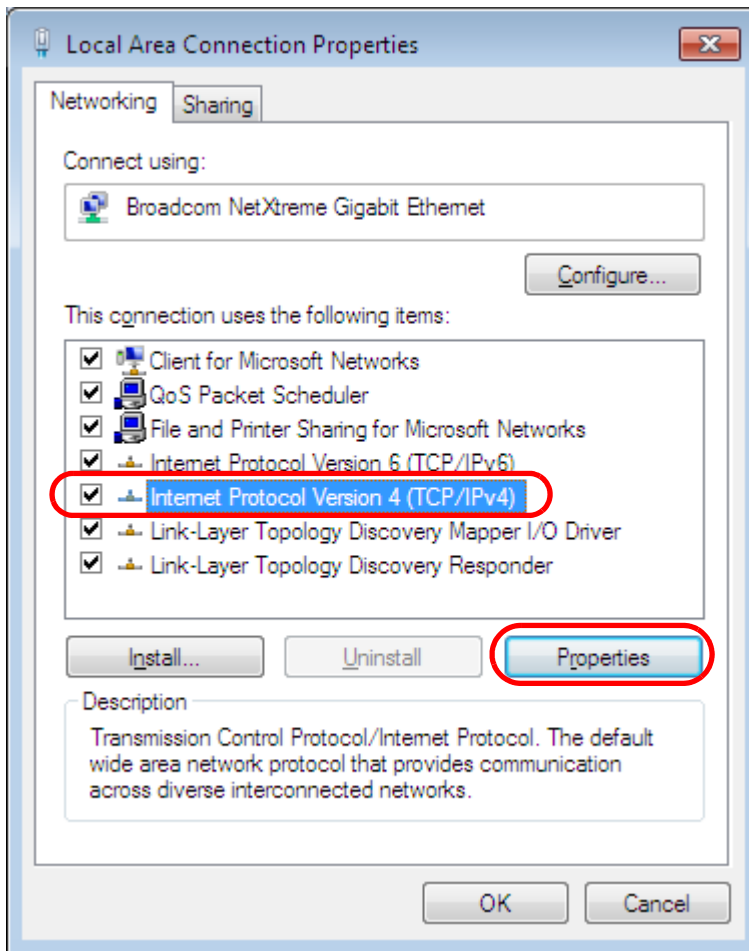 Local Area Connection Properties
Networking
Sharing
Connect using:
Broadcom NetXtreme Gigabit Ethernet
Configure...
This connection uses the following items:
Client for Microsoft Networks
QoS Packet Scheduler
File and Printer Sharing for Microsoft Networks
Internet Protocol Version 6 (TCP/IPv6)
Internet Protocol Version 4 (TCP/IPv4)
Link-Layer Topology Discovery Mapper I/O Driver
Link-Layer Topology Discovery Responder
Install...
Uninstall
Properties
Description
Transmission Control Protocol/Internet Protocol. The default
wide area network protocol that provides communication
across diverse interconnected networks.
OK
Cancel